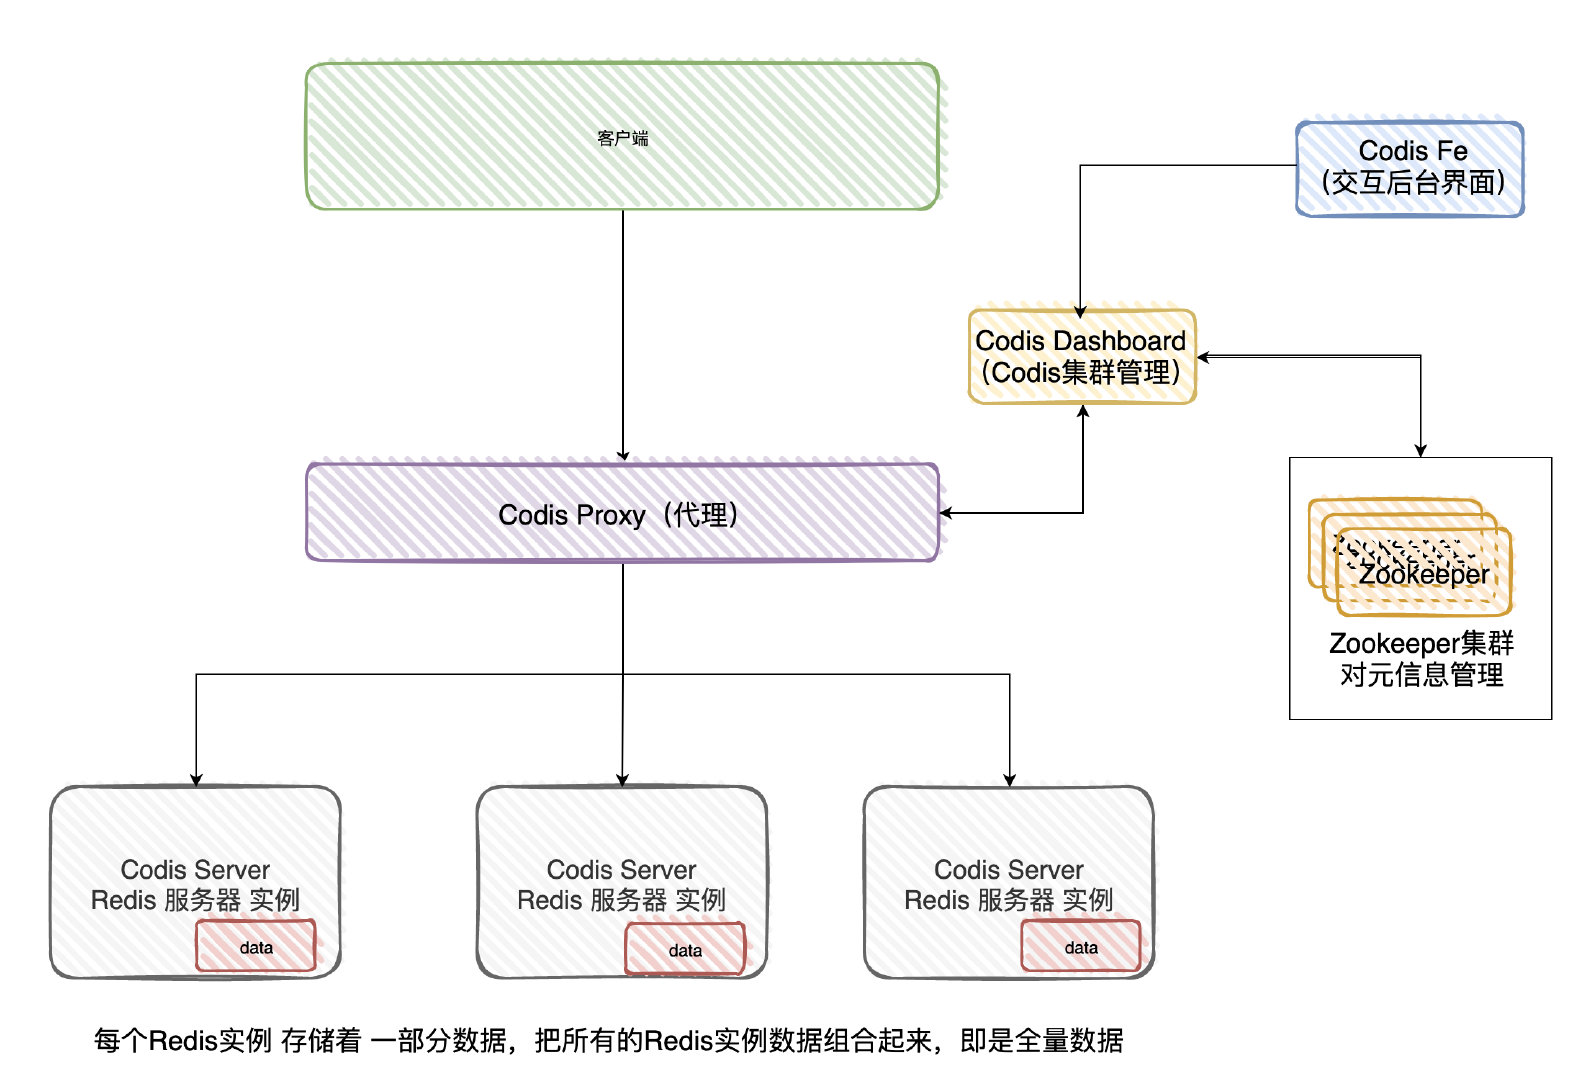 客户端
Codis Fe
（交互后台界面）
Codis Dashboard
（Codis集群管理）
Codis Proxy（代理）
Zookeeper
Zookeeper集群
对元信息管理
Codis Server
Redis 服务器 实例
data
Codis Server
Redis 服务器 实例
data
Codis Server
Redis 服务器 实例
data
每个Redis实例 存储着 一部分数据，把所有的Redis实例数据组合起来，即是全量数据